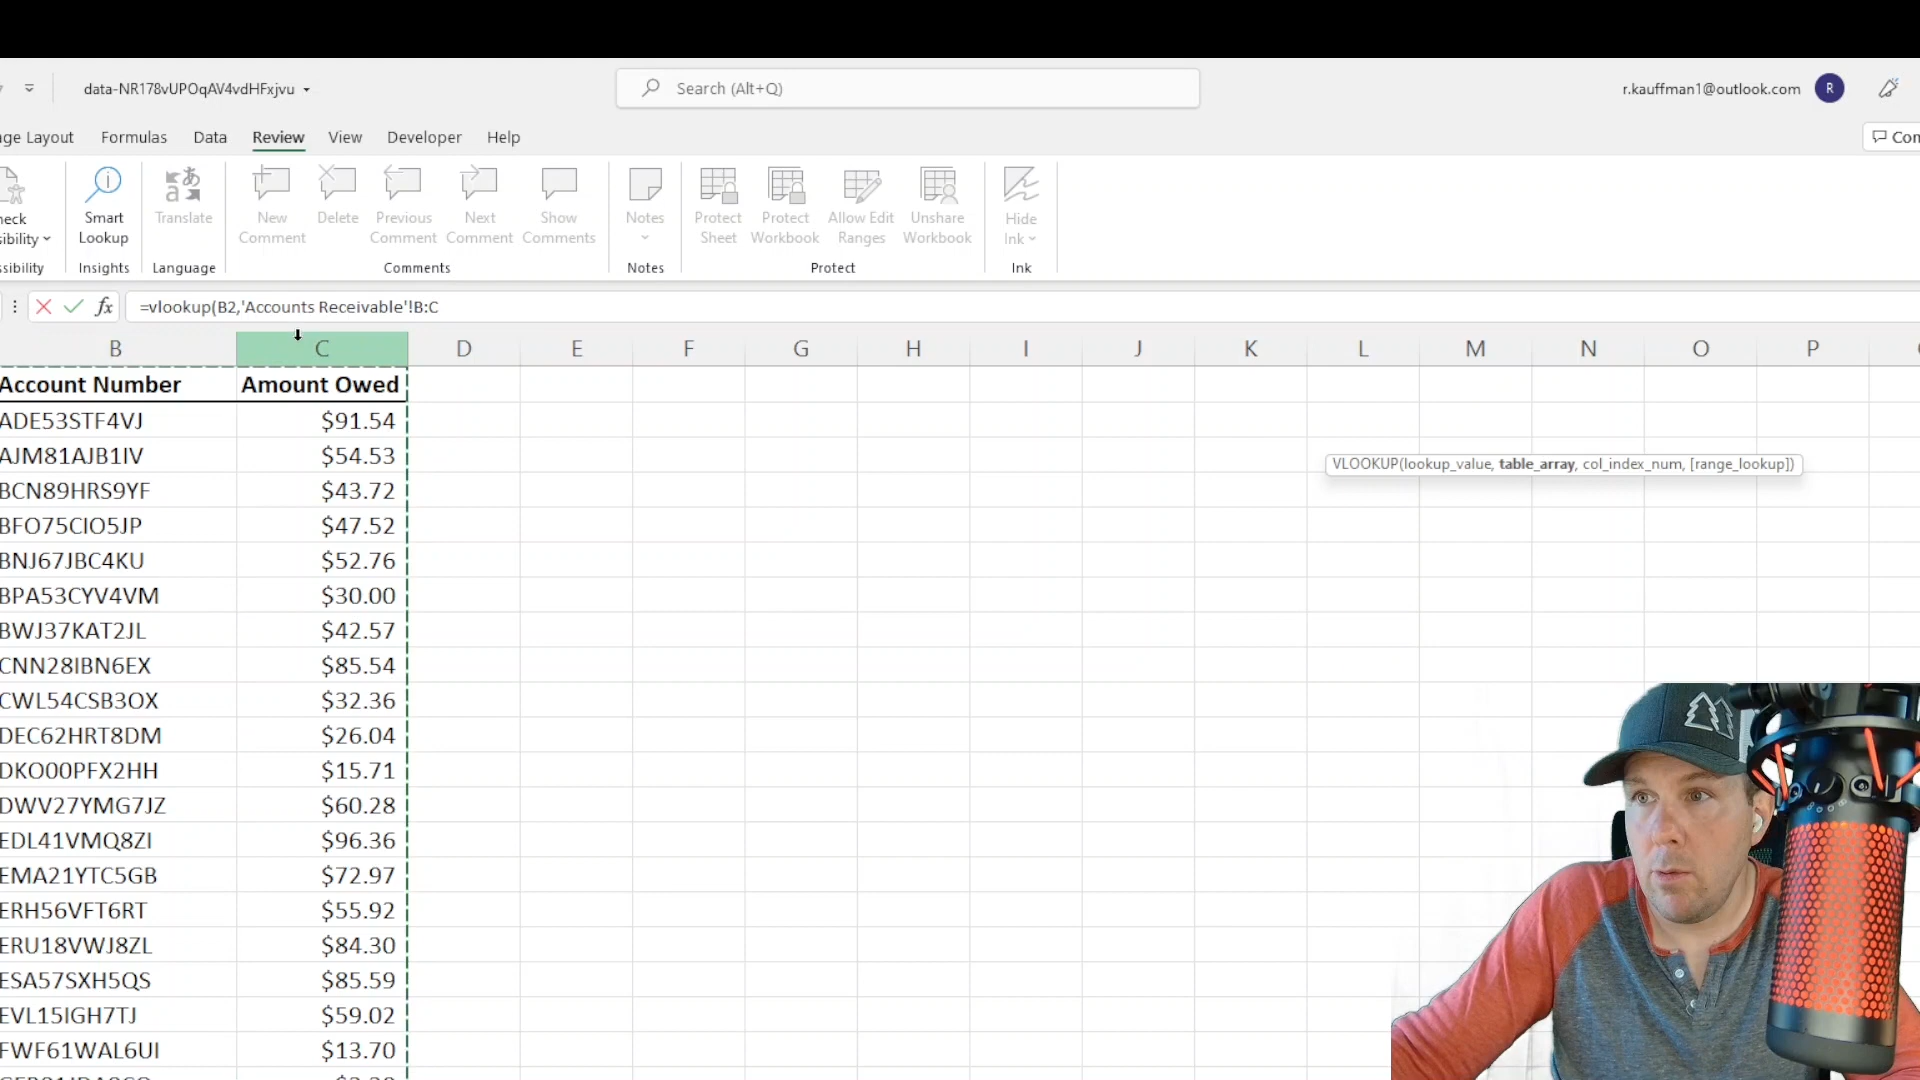 data-NR178vUPOqAV4vdHFxjvu
Search (Alt+Q)
r.kauffman1@outlook.com
R
ge Layout Formulas Data Review View Developer Help
Con
eck
ibility
Smart Lookup
Translate
New Comment
Delete
Previous Comment
Next Comment
Show Comments
Notes
Protect Sheet
Protect Workbook
Allow Edit Ranges
Unshare Workbook
Hide Ink
sibility Insights Language Comments Notes Protect Ink
fx =vlookup(B2,'Accounts Receivable'!B:C
B C D E F G H I J K L M N O P
Account Number Amount Owed
ADE53STF4VJ $91.54
AJM81AJB1IV $54.53
VLOOKUP(lookup_value, table_array, col_index_num, [range_lookup])
BCN89HRS9YF $43.72
BFO75CIO5JP $47.52
BNJ67JBC4KU $52.76
BPA53CYV4VM $30.00
BWJ37KAT2JL $42.57
CNN28IBN6EX $85.54
CWL54CSB3OX $32.36
DEC62HRT8DM $26.04
DKO00PFX2HH $15.71
DWV27YMG7JZ $60.28
EDL41VMQ8ZI $96.36
EMA21YTC5GB $72.97
ERH56VFT6RT $55.92
ERU18VWJ8ZL $84.30
ESA57SXH5QS $85.59
EVL15IGH7TJ $59.02
FWF61WAL6UI $13.70